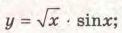 y = √x · sinx;